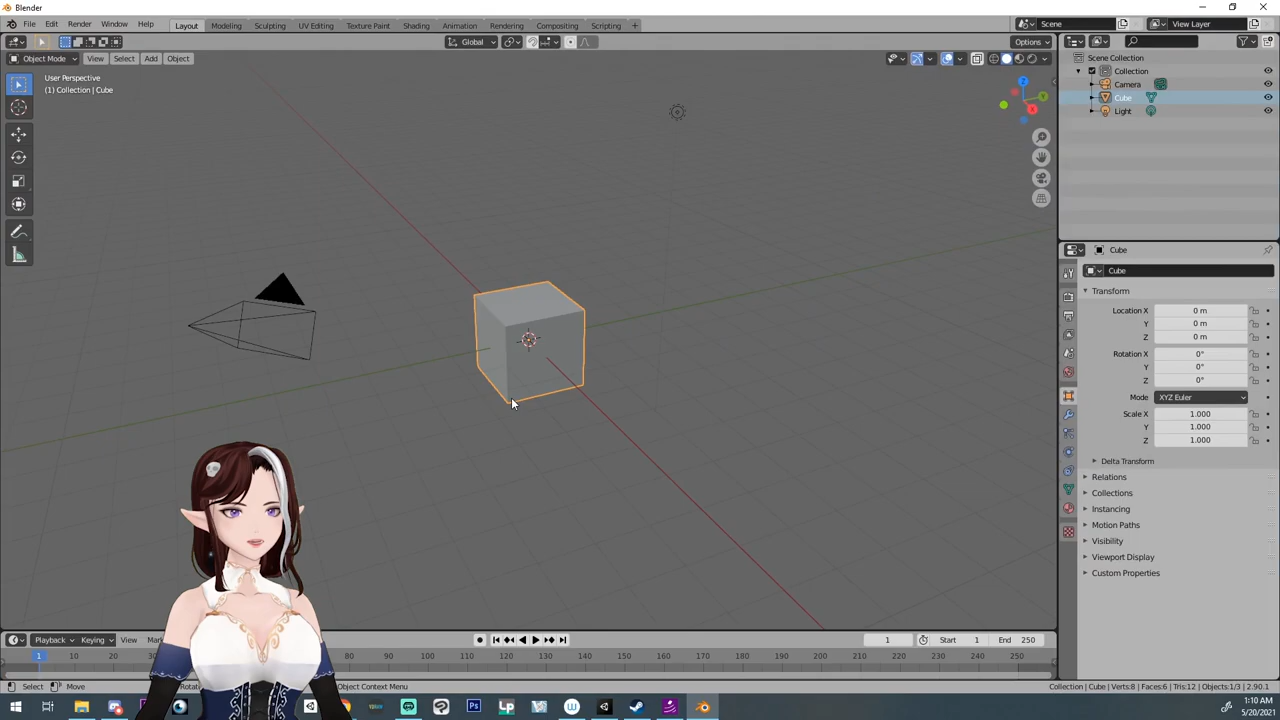 Blender
File Edit Render Window Help Layout Modeling Sculpting UV Editing Texture Paint Shading Animation Rendering Compositing Scripting + Scene View Layer
Global Options
Object Mode View Select Add Object
User Perspective
(1) Collection | Cube
Z
Y
X
Scene Collection
Collection
Camera
Cube
Light
Cube
Cube
Transform
Location X 0 m
Y 0 m
Z 0 m
Rotation X 0°
Y 0°
Z 0°
Mode XYZ Euler
Scale X 1.000
Y 1.000
Z 1.000
Delta Transform
Relations
Collections
Instancing
Motion Paths
Visibility
Viewport Display
Custom Properties
Playback Keying View 1 Start 1 End 250
1 10 20 30 80 90 100 110 120 130 140 150 160 170 180 190 200 210 220 230 240 250
Select Move Object Context Menu Collection | Cube | Verts:8 | Faces:6 | Tris:12 | Objects:1/3 | 2.90.1
Ps Lp
1:10 AM
5/20/2021